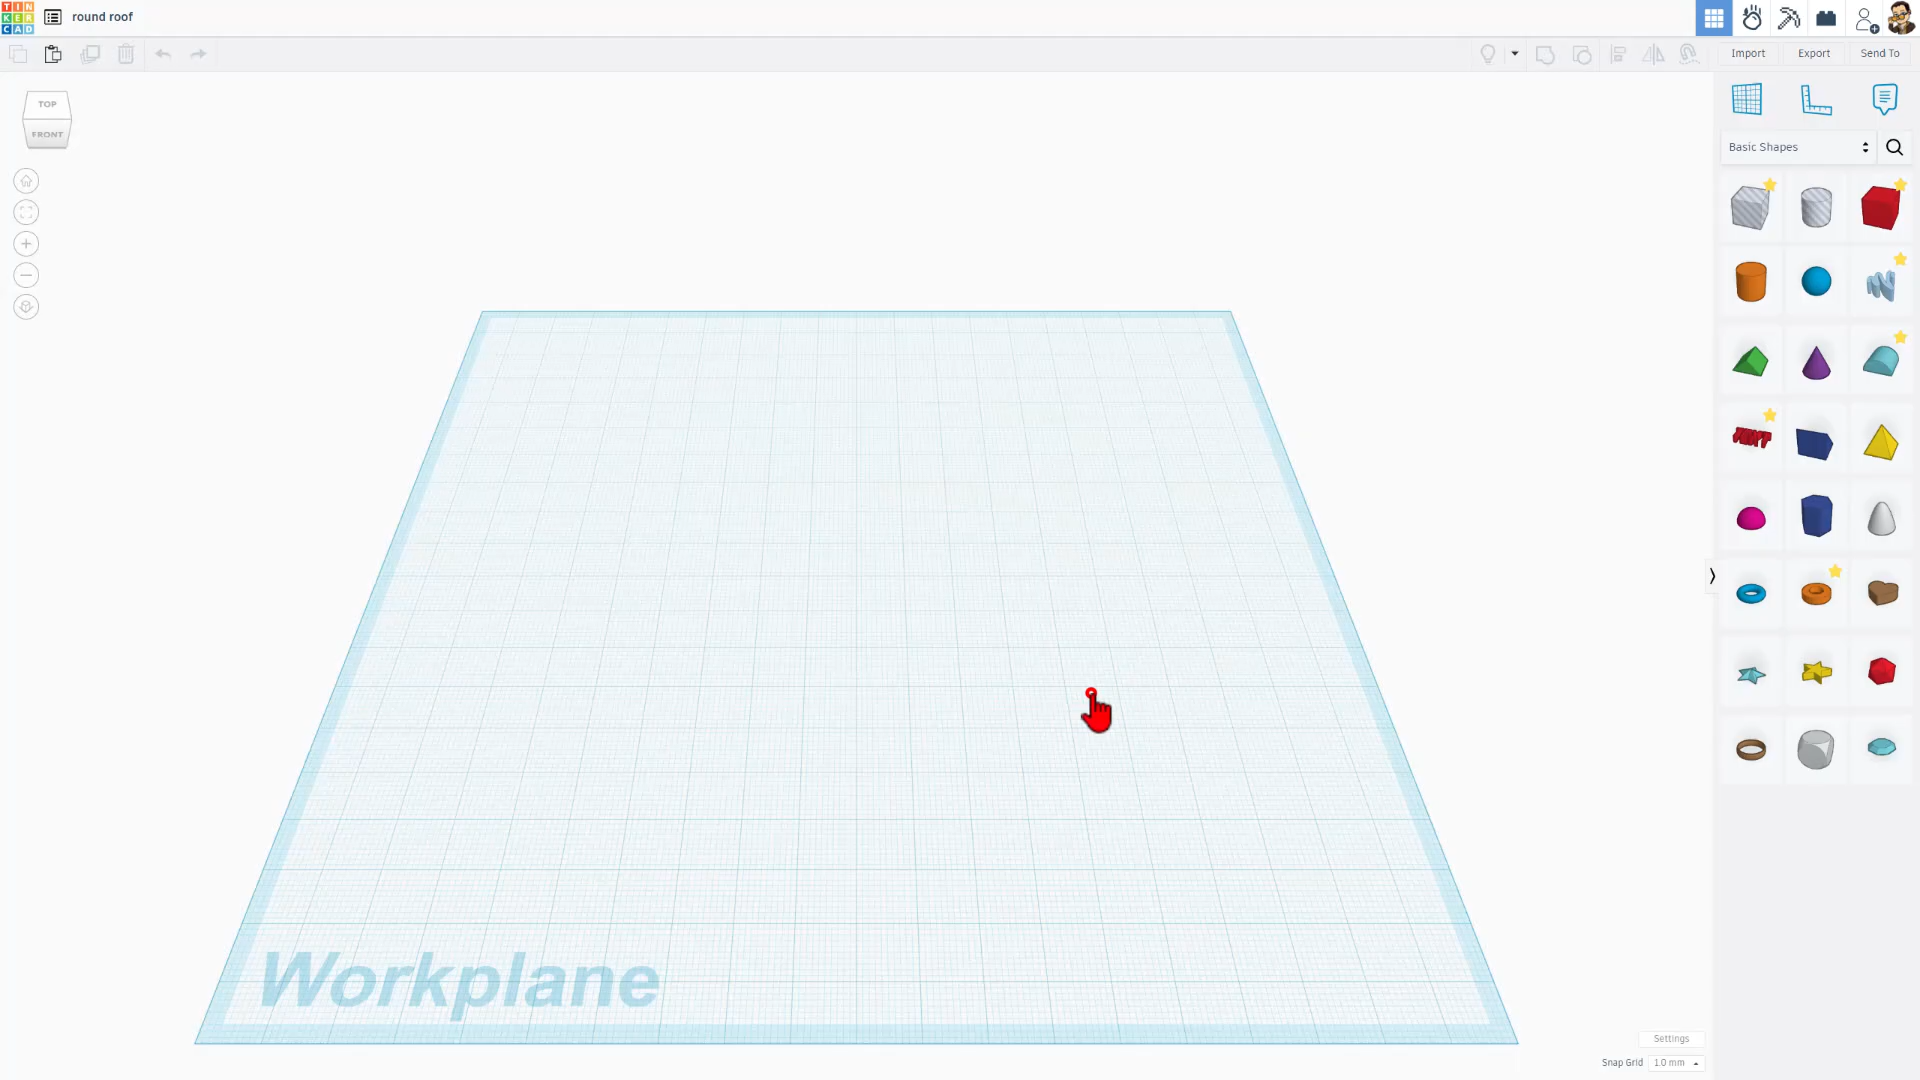 TIN
KER
CAD
round roof
Import
Export
Send To
TOP
FRONT
Basic Shapes
TEXT
Workplane
Settings
Snap Grid 1.0 mm